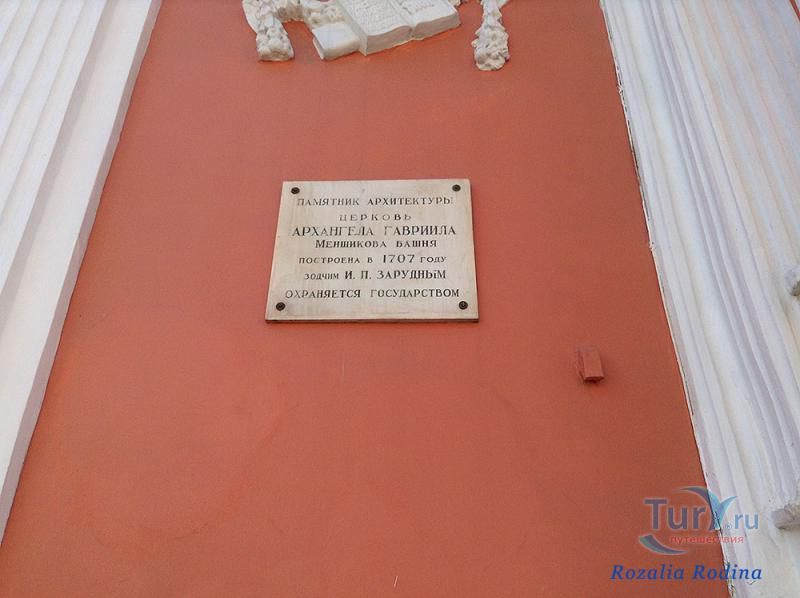 ПАМЯТНИК АРХИТЕКТУРЫ
ЦЕРКОВЬ
АРХАНГЕЛА ГАВРИИЛА
МЕНШИКОВА БАШНЯ
ПОСТРОЕНА В 1707 ГОДУ
ЗОДЧИМ И. П. ЗАРУДНЫМ
ОХРАНЯЕТСЯ ГОСУДАРСТВОМ
Tury.ru
путешествия
Rozalia Rodina